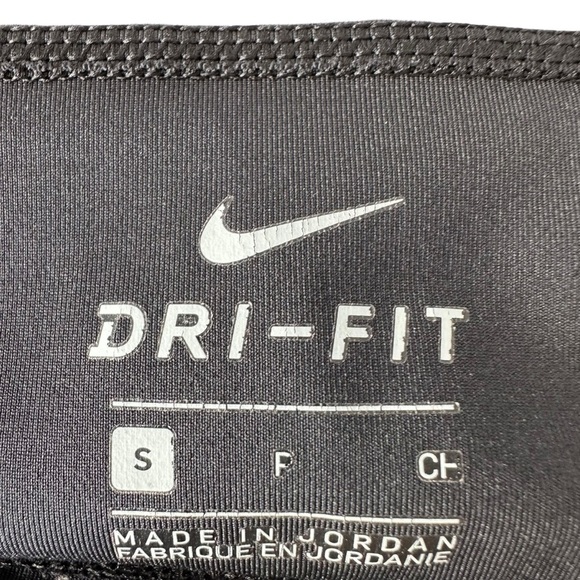 DRI-FIT
S P CH
MADE IN JORDAN
FABRIQUE EN JORDANIE